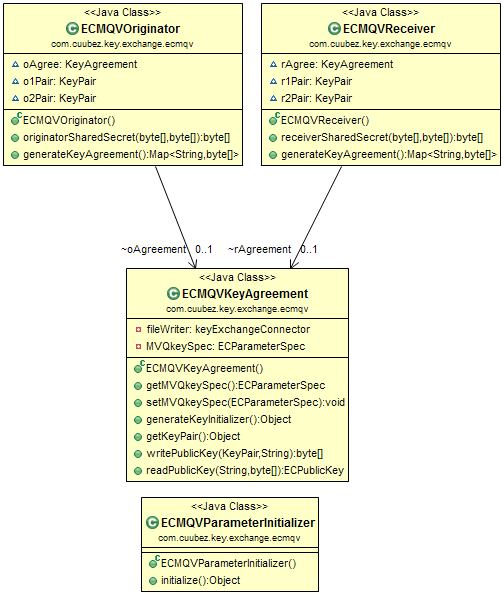 <<Java Class>>
ECMQVOriginator
com.cuubez.key.exchange.ecmqv
oAgree: KeyAgreement
o1Pair: KeyPair
o2Pair: KeyPair
ECMQVOriginator()
originatorSharedSecret(byte[],byte[]):byte[]
generateKeyAgreement():Map<String,byte[]>
<<Java Class>>
ECMQVReceiver
com.cuubez.key.exchange.ecmqv
rAgree: KeyAgreement
r1Pair: KeyPair
r2Pair: KeyPair
ECMQVReceiver()
receiverSharedSecret(byte[],byte[]):byte[]
generateKeyAgreement():Map<String,byte[]>
~oAgreement 0..1
~rAgreement 0..1
<<Java Class>>
ECMQVKeyAgreement
com.cuubez.key.exchange.ecmqv
fileWriter: keyExchangeConnector
MVQkeySpec: ECParameterSpec
ECMQVKeyAgreement()
getMVQkeySpec():ECParameterSpec
setMVQkeySpec(ECParameterSpec):void
generateKeyInitializer():Object
getKeyPair():Object
writePublicKey(KeyPair,String):byte[]
readPublicKey(String,byte[]):ECPublicKey
<<Java Class>>
ECMQVParameterInitializer
com.cuubez.key.exchange.ecmqv
ECMQVParameterInitializer()
initialize():Object